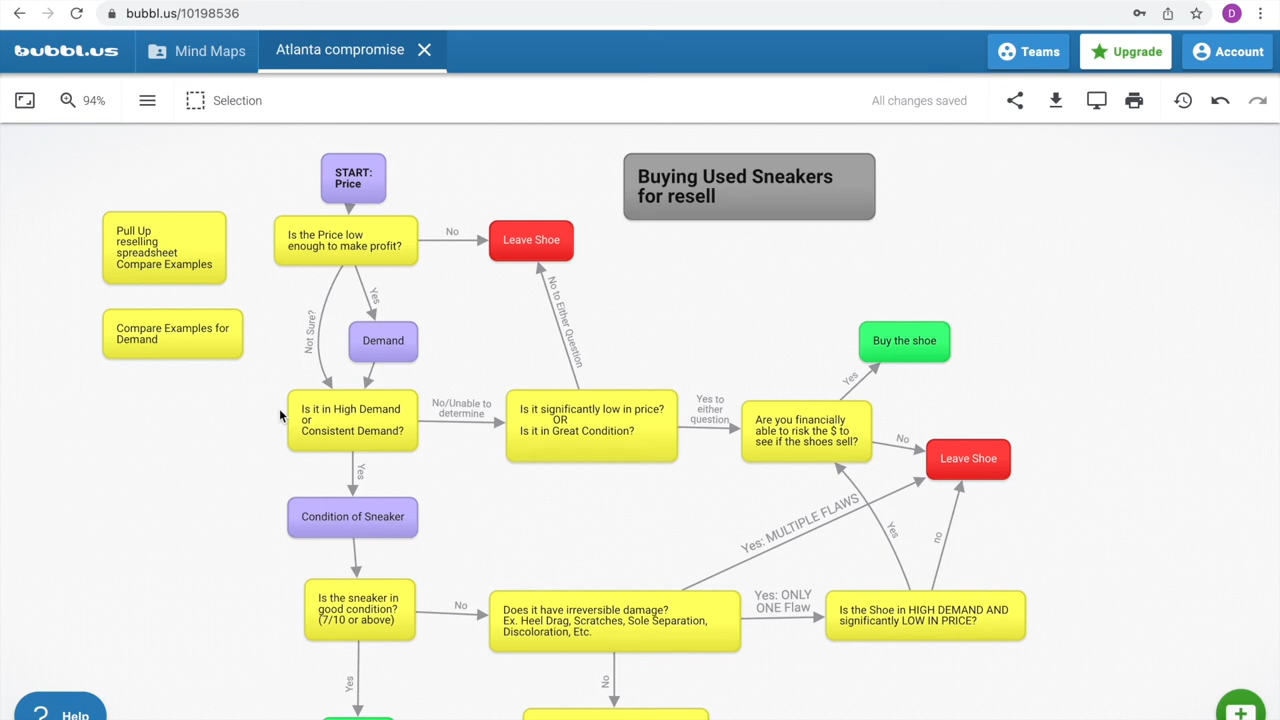 bubbl.us/10198536
D
bubbl.us
Mind Maps
Atlanta compromise
Teams
Upgrade
Account
94%
Selection
All changes saved
START:
Price
Buying Used Sneakers
for resell
Pull Up
reselling
spreadsheet
Compare Examples
Is the Price low
enough to make profit?
No
Leave Shoe
Not Sure?
Yes
No to Either Question
Compare Examples for
Demand
Demand
Buy the shoe
Is it in High Demand
or
Consistent Demand?
No/Unable to
determine
Is it significantly low in price?
OR
Is it in Great Condition?
Yes to
either
question
Are you financially
able to risk the $ to
see if the shoes sell?
Yes
No
Leave Shoe
Yes
Condition of Sneaker
Yes: MULTIPLE FLAWS
Yes
no
Is the sneaker in
good condition?
(7/10 or above)
No
Does it have irreversible damage?
Ex. Heel Drag, Scratches, Sole Separation,
Discoloration, Etc.
Yes: ONLY
ONE Flaw
Is the Shoe in HIGH DEMAND AND
significantly LOW IN PRICE?
Yes
No
? Help